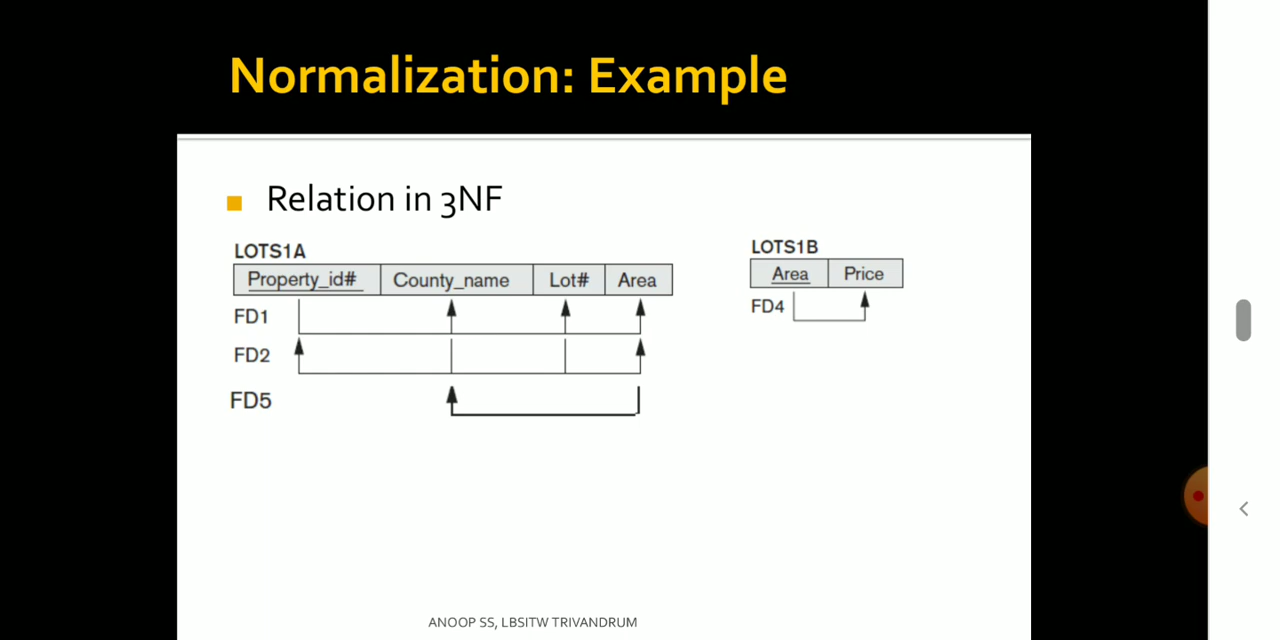 Normalization: Example
Relation in 3NF
LOTS1A
Property_id# County_name Lot# Area
FD1
FD2
FD5
LOTS1B
Area Price
FD4
ANOOP SS, LBSITW TRIVANDRUM